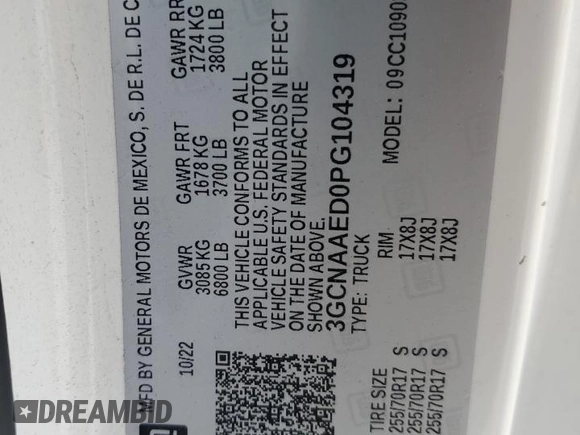 MFD BY GENERAL MOTORS DE MEXICO, S. DE R.L. DE C
10/22 GVWR GAWR FRT GAWR RR
3085 KG 1678 KG 1724 KG
6800 LB 3700 LB 3800 LB
THIS VEHICLE CONFORMS TO ALL
APPLICABLE U.S. FEDERAL MOTOR
VEHICLE SAFETY STANDARDS IN EFFECT
ON THE DATE OF MANUFACTURE
SHOWN ABOVE.
3GCNAAED0PG104319
TYPE: TRUCK MODEL: 09CC1090
TIRE SIZE RIM
255/70R17 S 17X8J
255/70R17 S 17X8J
255/70R17 S 17X8J
DREAMBID